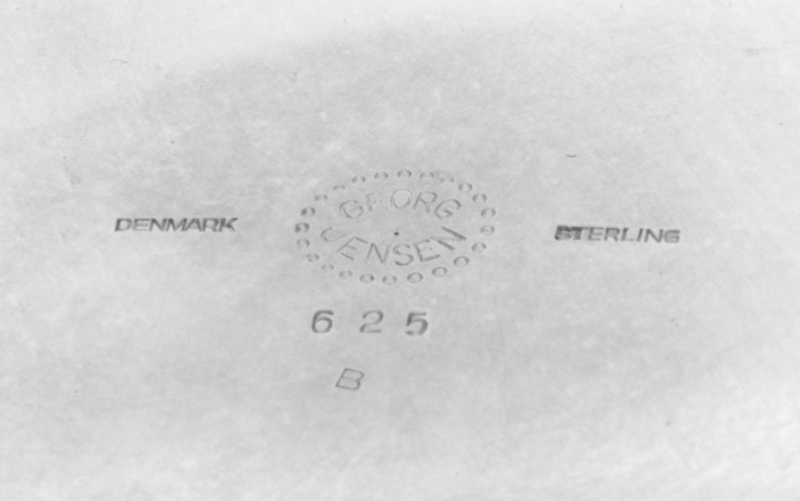 GEORG
JENSEN
DENMARK
STERLING
625
B